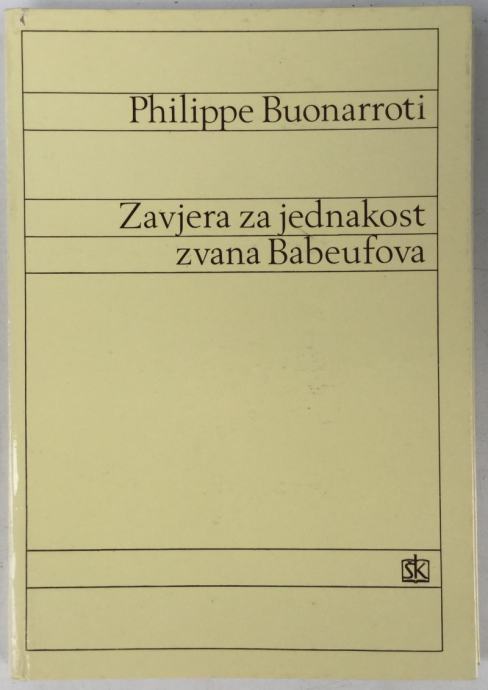 Philippe Buonarroti
Zavjera za jednakost
zvana Babeufova
ŠK